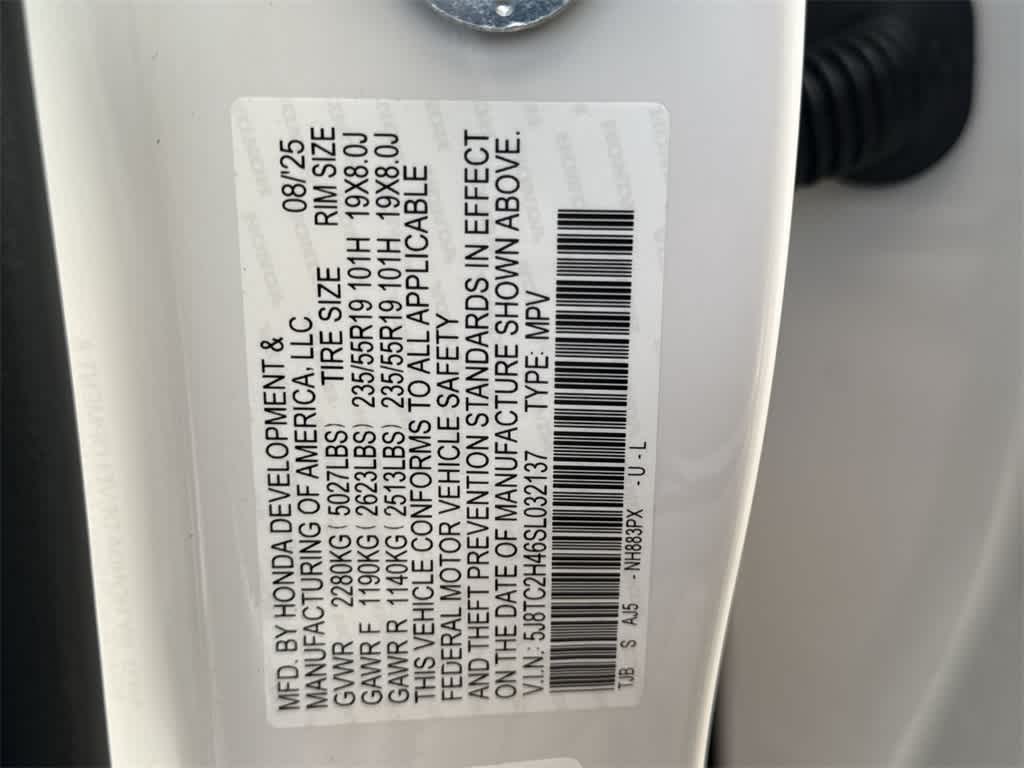 MFD. BY HONDA DEVELOPMENT & 08/'25
MANUFACTURING OF AMERICA, LLC RIM SIZE
GVWR 2280KG ( 5027LBS) TIRE SIZE
GAWR F 1190KG ( 2623LBS) 235/55R19 101H 19X8.0J
GAWR R 1140KG ( 2513LBS) 235/55R19 101H 19X8.0J
THIS VEHICLE CONFORMS TO ALL APPLICABLE
FEDERAL MOTOR VEHICLE SAFETY
AND THEFT PREVENTION STANDARDS IN EFFECT
ON THE DATE OF MANUFACTURE SHOWN ABOVE.
V.I.N.: 5J8TC2H46SL032137 TYPE: MPV
TJB S AJ5 - NH883PX - U - L